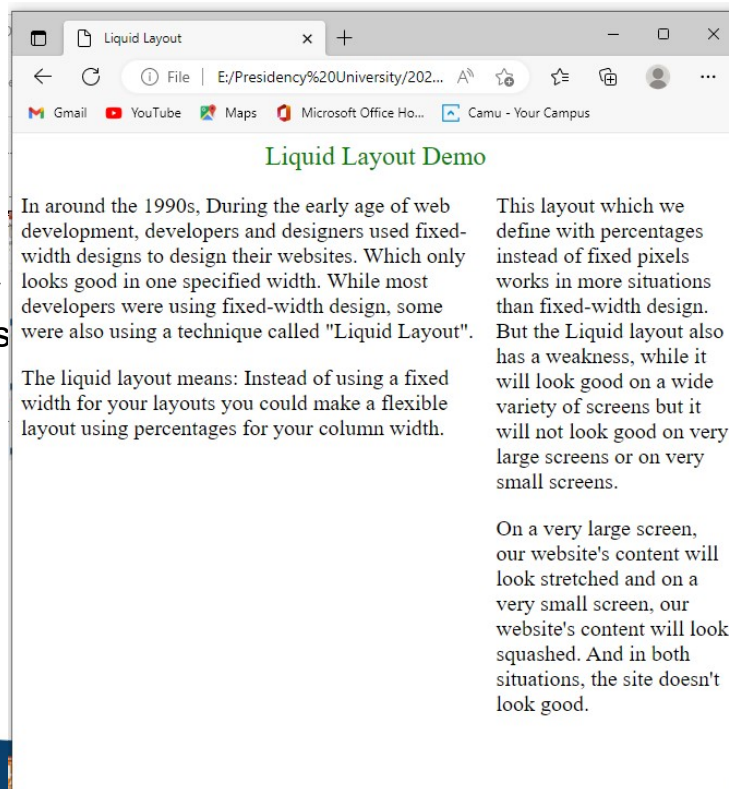 Liquid Layout
File
E:/Presidency%20University/202...
Gmail
YouTube
Maps
Microsoft Office Ho...
Camu - Your Campus
Liquid Layout Demo
In around the 1990s, During the early age of web
development, developers and designers used fixed-
width designs to design their websites. Which only
looks good in one specified width. While most
developers were using fixed-width design, some
were also using a technique called "Liquid Layout".
The liquid layout means: Instead of using a fixed
width for your layouts you could make a flexible
layout using percentages for your column width.
This layout which we
define with percentages
instead of fixed pixels
works in more situations
than fixed-width design.
But the Liquid layout also
has a weakness, while it
will look good on a wide
variety of screens but it
will not look good on very
large screens or on very
small screens.
On a very large screen,
our website's content will
look stretched and on a
very small screen, our
website's content will look
squashed. And in both
situations, the site doesn't
look good.